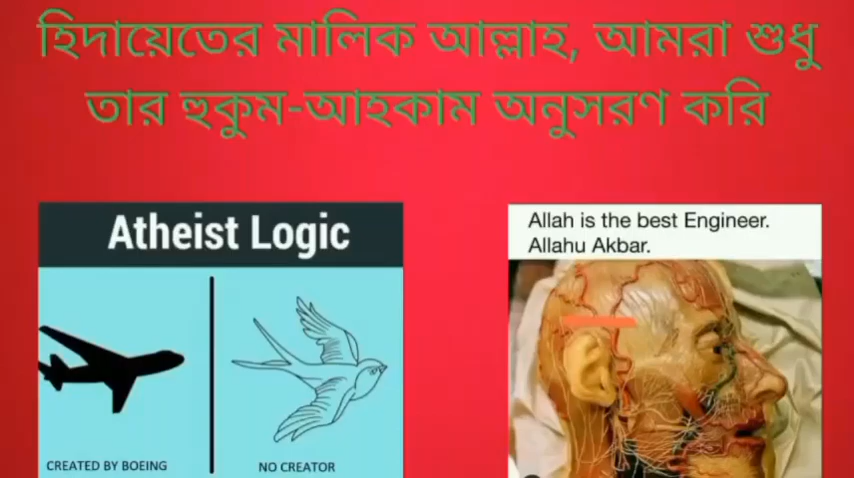 হিদায়েতের মালিক আল্লাহ, আমরা শুধু
তার হুকুম-আহকাম অনুসরণ করি
Atheist Logic
CREATED BY BOEING
NO CREATOR
Allah is the best Engineer.
Allahu Akbar.